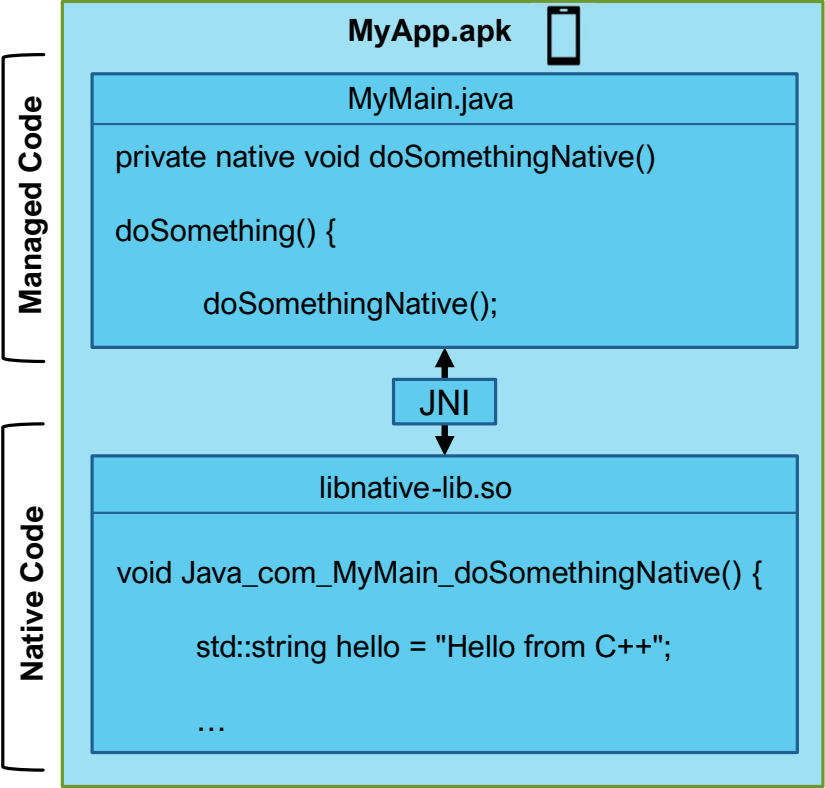 MyApp.apk
Managed Code
MyMain.java
private native void doSomethingNative()
doSomething() {
doSomethingNative();
JNI
Native Code
libnative-lib.so
void Java_com_MyMain_doSomethingNative() {
std::string hello = "Hello from C++";
…